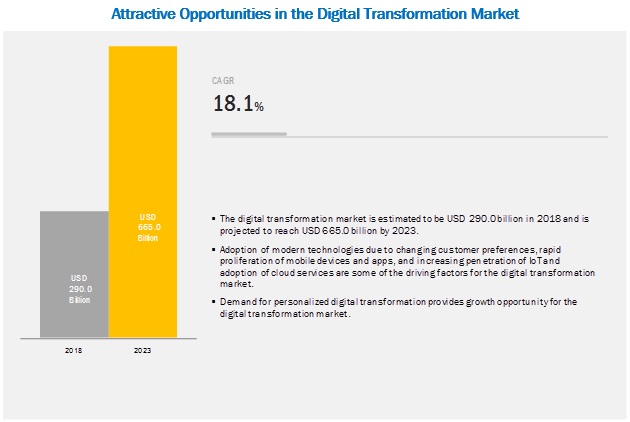 Attractive Opportunities in the Digital Transformation Market
CAGR
18.1%
USD
665.0
Billion
USD
290.0
Billion
2018
2023
▪ The digital transformation market is estimated to be USD 290.0 billion in 2018 and is
projected to reach USD 665.0 billion by 2023.
▪ Adoption of modern technologies due to changing customer preferences, rapid
proliferation of mobile devices and apps, and increasing penetration of IoT and
adoption of cloud services are some of the driving factors for the digital transformation
market.
▪ Demand for personalized digital transformation provides growth opportunity for the
digital transformation market.